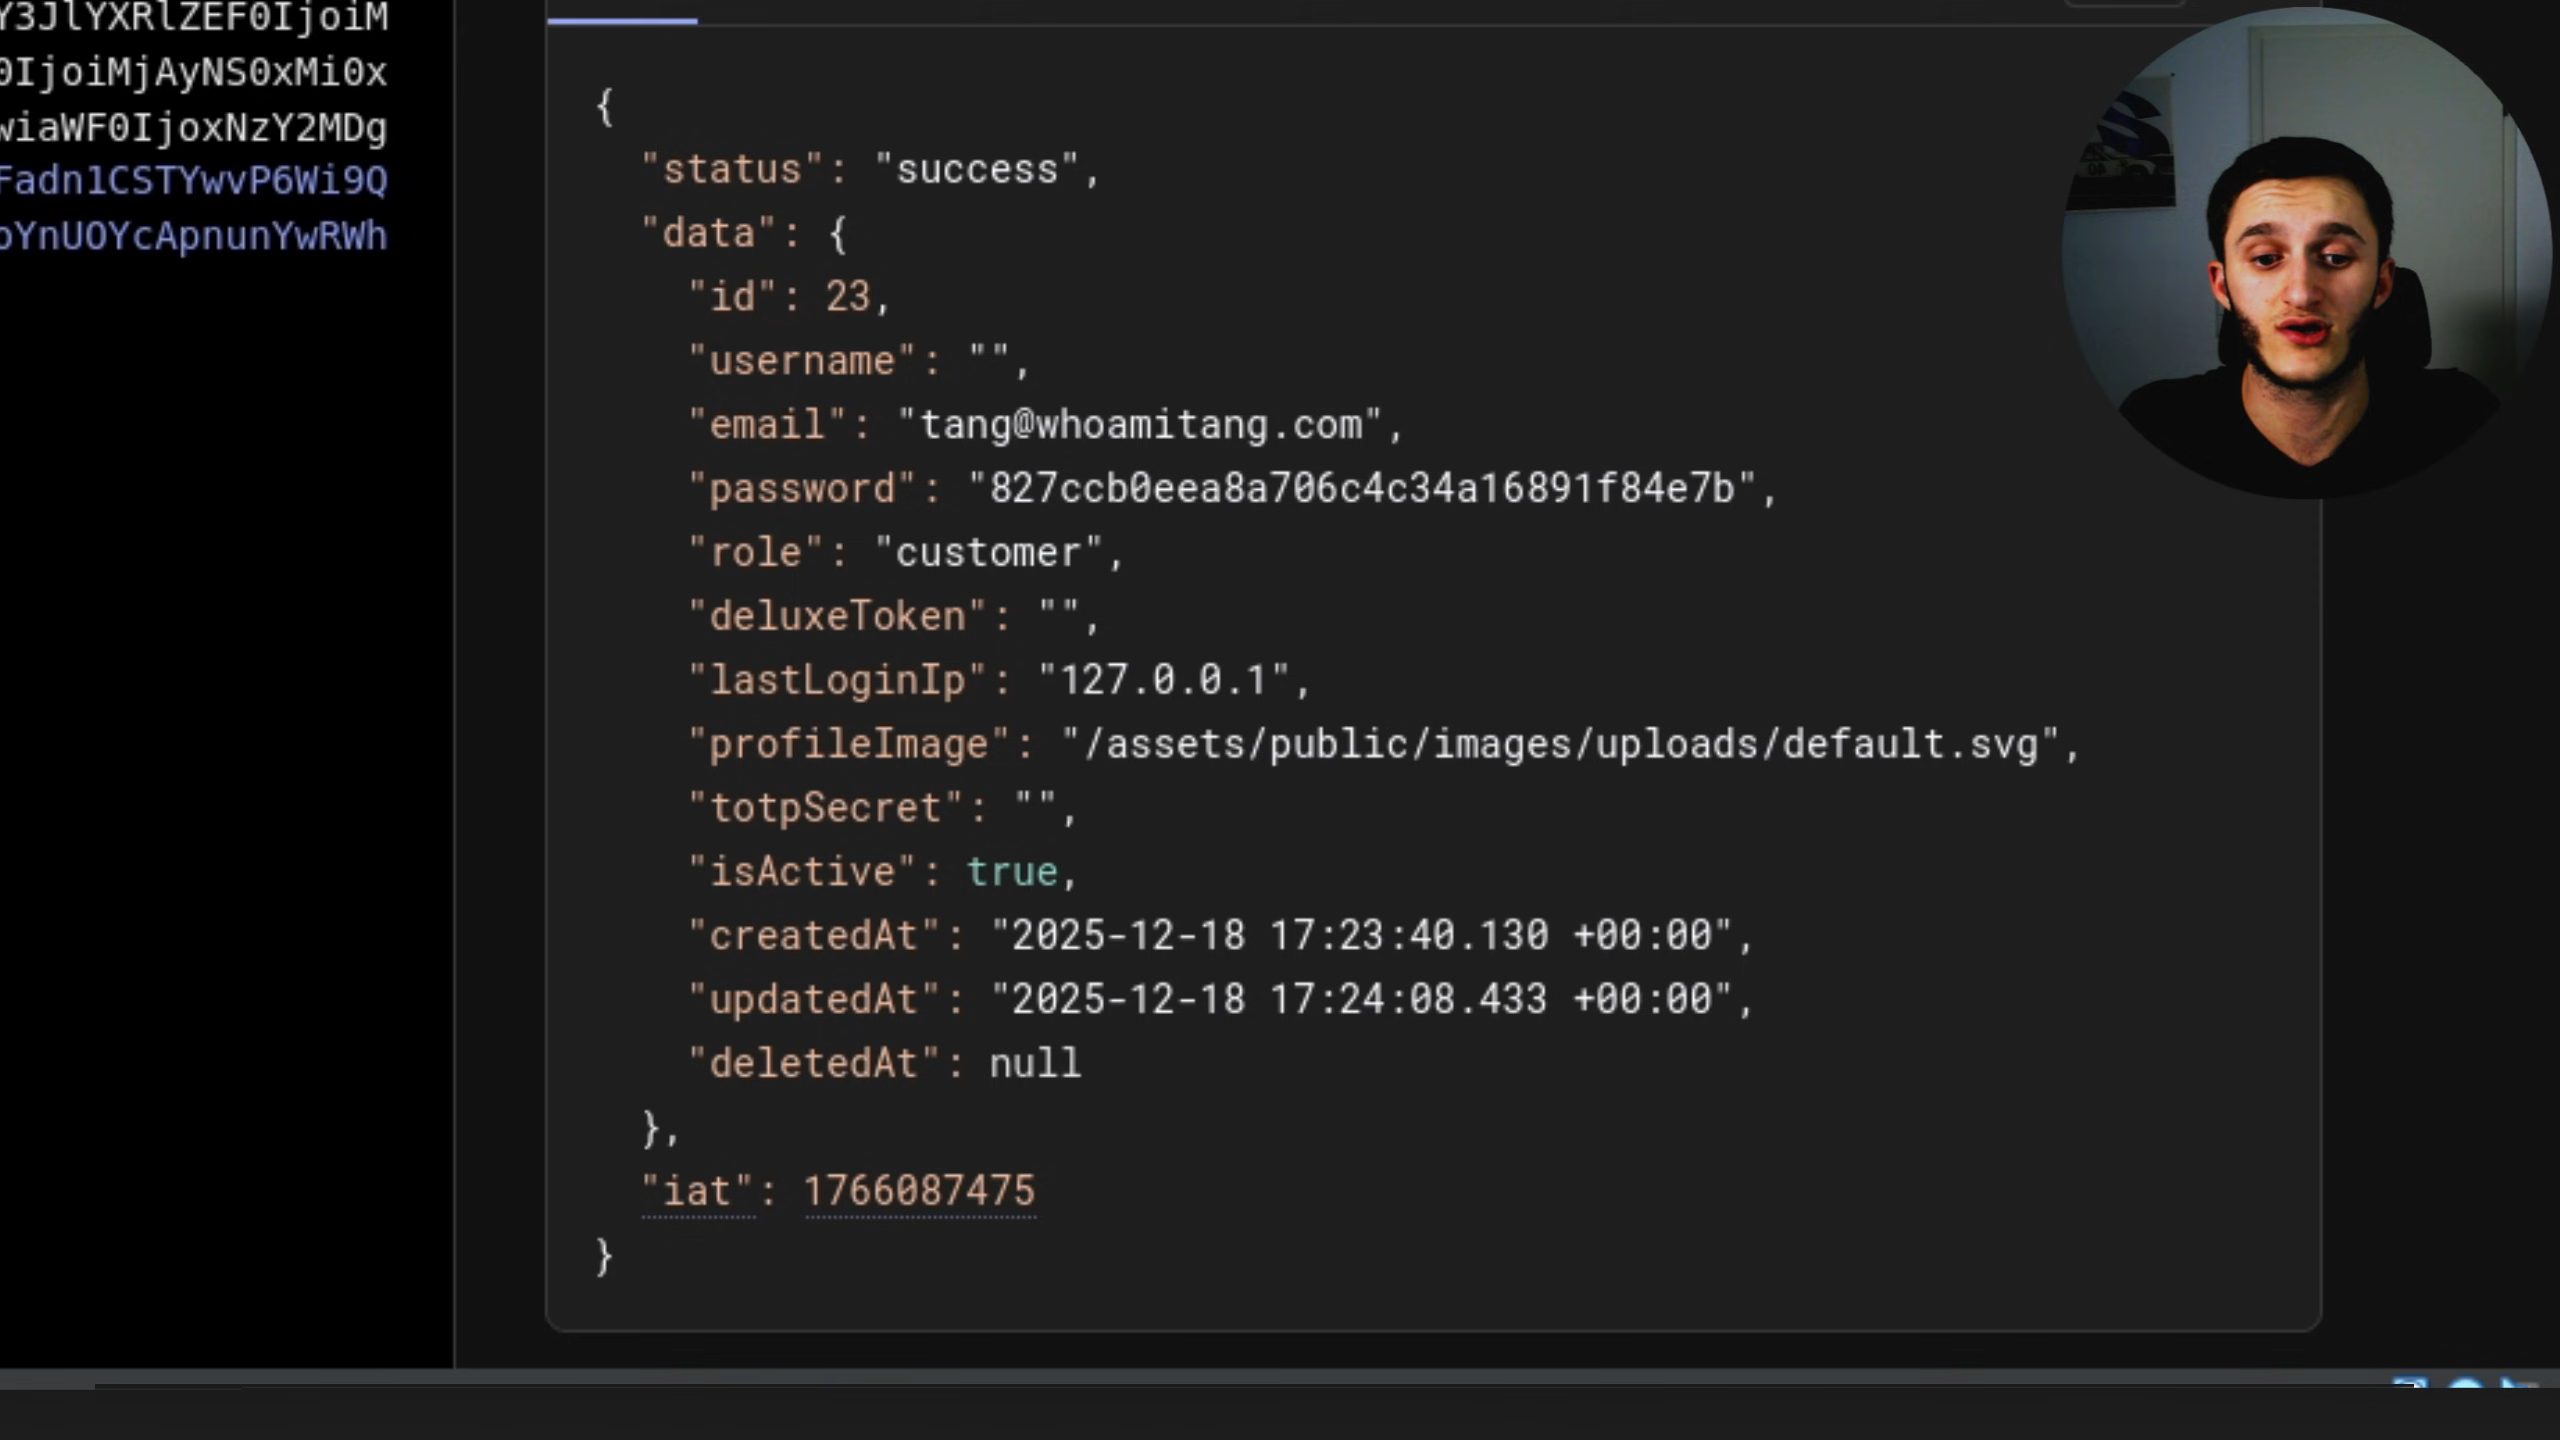 Y3JlYXRlZEF0IjoiM
0IjoiMjAyNS0xMi0x
wiaWF0IjoxNzY2MDg
Fadn1CSTYwvP6Wi9Q
oYnUOYcApnunYwRWh
{
"status": "success",
"data": {
"id": 23,
"username": "",
"email": "tang@whoamitang.com",
"password": "827ccb0eea8a706c4c34a16891f84e7b",
"role": "customer",
"deluxeToken": "",
"lastLoginIp": "127.0.0.1",
"profileImage": "/assets/public/images/uploads/default.svg",
"totpSecret": "",
"isActive": true,
"createdAt": "2025-12-18 17:23:40.130 +00:00",
"updatedAt": "2025-12-18 17:24:08.433 +00:00",
"deletedAt": null
},
"iat": 1766087475
}